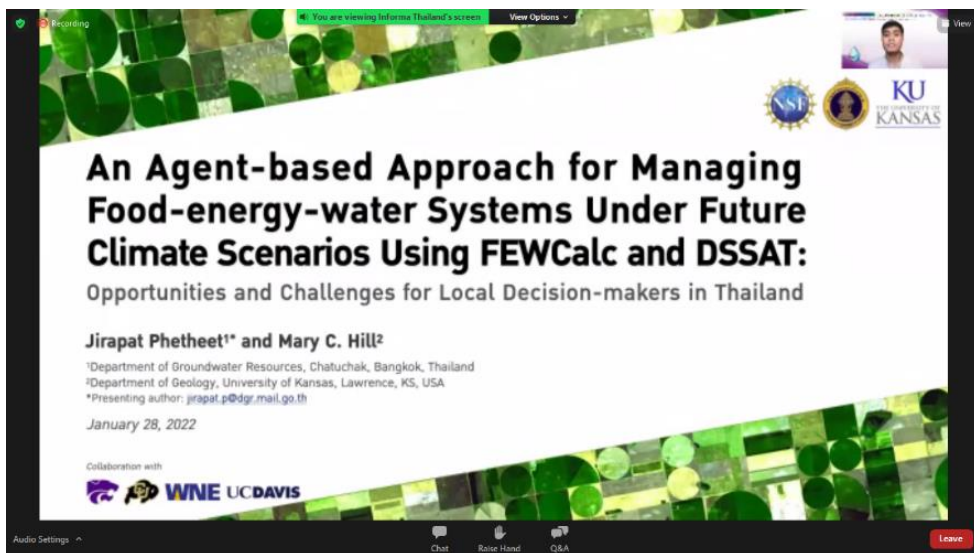 Recording
You are viewing Informa Thailand's screen
View Options
View
NSF
KU
THE UNIVERSITY OF
KANSAS
An Agent-based Approach for Managing
Food-energy-water Systems Under Future
Climate Scenarios Using FEWCalc and DSSAT:
Opportunities and Challenges for Local Decision-makers in Thailand
Jirapat Phetheet¹* and Mary C. Hill²
¹Department of Groundwater Resources, Chatuchak, Bangkok, Thailand
²Department of Geology, University of Kansas, Lawrence, KS, USA
*Presenting author: jirapat.p@dgr.mail.go.th
January 28, 2022
Collaboration with
WNE UCDAVIS
Audio Settings
Chat
Raise Hand
Q&A
Leave